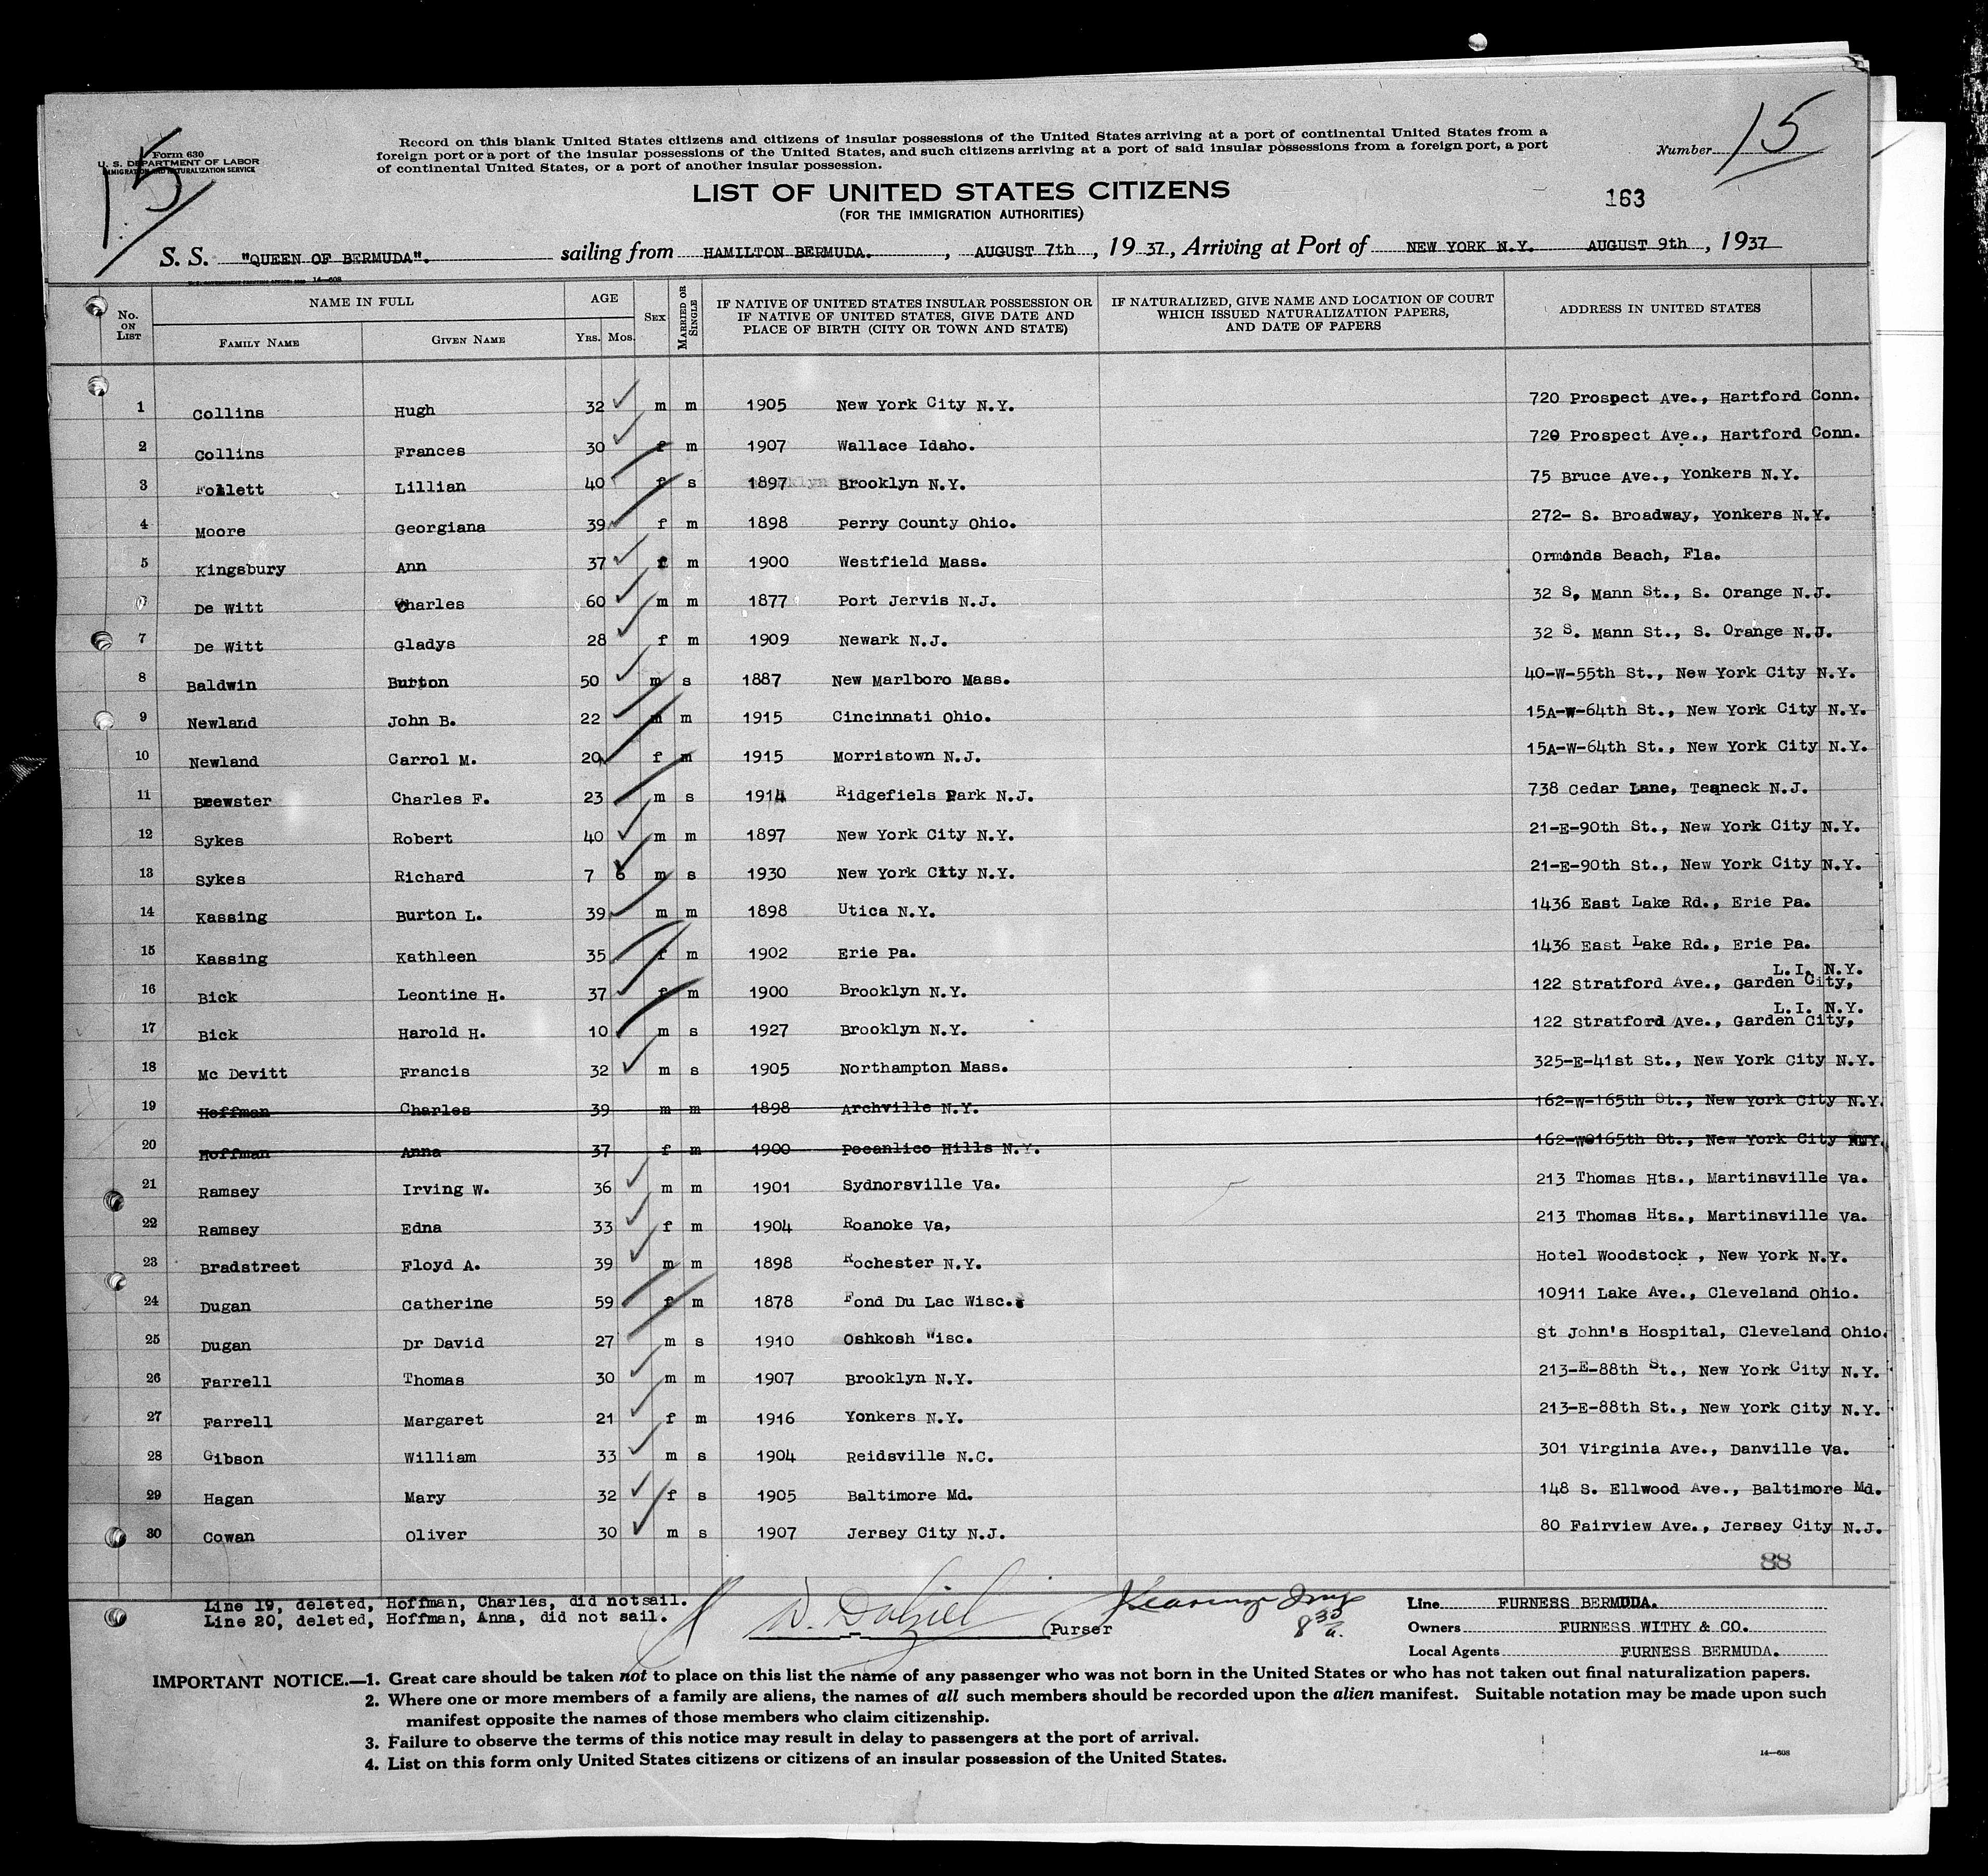 15
Form 630
U. S. DEPARTMENT OF LABOR
IMMIGRATION AND NATURALIZATION SERVICE
Record on this blank United States citizens and citizens of insular possessions of the United States arriving at a port of continental United States from a
foreign port or a port of the insular possessions of the United States, and such citizens arriving at a port of said insular possessions from a foreign port, a port
of continental United States, or a port of another insular possession.
Number 15
LIST OF UNITED STATES CITIZENS
(FOR THE IMMIGRATION AUTHORITIES)
163
S. S. "QUEEN OF BERMUDA". sailing from HAMILTON BERMUDA. , AUGUST 7th , 19 37, Arriving at Port of NEW YORK N.Y. AUGUST 9th , 1937
14—608
No. ON LIST NAME IN FULL AGE SEX MARRIED OR SINGLE IF NATIVE OF UNITED STATES INSULAR POSSESSION OR IF NATIVE OF UNITED STATES, GIVE DATE AND PLACE OF BIRTH (CITY OR TOWN AND STATE) IF NATURALIZED, GIVE NAME AND LOCATION OF COURT WHICH ISSUED NATURALIZATION PAPERS, AND DATE OF PAPERS ADDRESS IN UNITED STATES
FAMILY NAME GIVEN NAME Yrs. Mos.
1 Collins Hugh 32 m m 1905 New York City N.Y. 720 Prospect Ave., Hartford Conn.
2 Collins Frances 30 f m 1907 Wallace Idaho. 720 Prospect Ave., Hartford Conn.
3 Follett Lillian 40 f s 1897 Brooklyn N.Y. 75 Bruce Ave., Yonkers N.Y.
4 Moore Georgiana 39 f m 1898 Perry County Ohio. 272- S. Broadway, Yonkers N.Y.
5 Kingsbury Ann 37 f m 1900 Westfield Mass. Ormonds Beach, Fla.
6 De Witt Charles 60 m m 1877 Port Jervis N.J. 32 S, Mann St., S. Orange N.J.
7 De Witt Gladys 28 f m 1909 Newark N.J. 32 S. Mann St., S. Orange N.J.
8 Baldwin Burton 50 m s 1887 New Marlboro Mass. 40-W-55th St., New York City N.Y.
9 Newland John B. 22 m m 1915 Cincinnati Ohio. 15A-W-64th St., New York City N.Y.
10 Newland Carrol M. 20 f m 1915 Morristown N.J. 15A-W-64th St., New York City N.Y.
11 Brewster Charles F. 23 m s 1914 Ridgefiels Park N.J. 738 Cedar Lane, Teaneck N.J.
12 Sykes Robert 40 m m 1897 New York City N.Y. 21-E-90th St., New York City N.Y.
13 Sykes Richard 7 6 m s 1930 New York City N.Y. 21-E-90th St., New York City N.Y.
14 Kassing Burton L. 39 m m 1898 Utica N.Y. 1436 East Lake Rd., Erie Pa.
15 Kassing Kathleen 35 f m 1902 Erie Pa. 1436 East Lake Rd., Erie Pa.
16 Bick Leontine H. 37 f m 1900 Brooklyn N.Y. 122 Stratford Ave., Garden City, L.I. N.Y.
17 Bick Harold H. 10 m s 1927 Brooklyn N.Y. 122 Stratford Ave., Garden City, L.I. N.Y.
18 Mc Devitt Francis 32 m s 1905 Northampton Mass. 325-E-41st St., New York City N.Y.
19 Hoffman Charles 39 m m 1898 Archville N.Y. 162-W-165th St., New York City N.Y.
20 Hoffman Anna 37 f m 1900 Pocanlico Hills N.Y. 162-W-165th St., New York City N.Y.
21 Ramsey Irving W. 36 m m 1901 Sydnorsville Va. 213 Thomas Hts., Martinsville Va.
22 Ramsey Edna 33 f m 1904 Roanoke Va, 213 Thomas Hts., Martinsville Va.
23 Bradstreet Floyd A. 39 m m 1898 Rochester N.Y. Hotel Woodstock , New York N.Y.
24 Dugan Catherine 59 f m 1878 Fond Du Lac Wisc. 10911 Lake Ave., Cleveland Ohio.
25 Dugan Dr David 27 m s 1910 Oshkosh Wisc. St John's Hospital, Cleveland Ohio.
26 Farrell Thomas 30 m m 1907 Brooklyn N.Y. 213-E-88th St., New York City N.Y.
27 Farrell Margaret 21 f m 1916 Yonkers N.Y. 213-E-88th St., New York City N.Y.
28 Gibson William 33 m s 1904 Reidsville N.C. 301 Virginia Ave., Danville Va.
29 Hagan Mary 32 f s 1905 Baltimore Md. 148 S. Ellwood Ave., Baltimore Md.
30 Cowan Oliver 30 m s 1907 Jersey City N.J. 80 Fairview Ave., Jersey City N.J.
88
Line 19, deleted, Hoffman, Charles, did not sail.
Line 20, deleted, Hoffman, Anna, did not sail.
Purser
8 30 a.
Line FURNESS BERMUDA.
Owners FURNESS WITHY & CO.
Local Agents FURNESS BERMUDA.
IMPORTANT NOTICE.—1. Great care should be taken not to place on this list the name of any passenger who was not born in the United States or who has not taken out final naturalization papers.
2. Where one or more members of a family are aliens, the names of all such members should be recorded upon the alien manifest. Suitable notation may be made upon such
manifest opposite the names of those members who claim citizenship.
3. Failure to observe the terms of this notice may result in delay to passengers at the port of arrival.
4. List on this form only United States citizens or citizens of an insular possession of the United States.
14—608